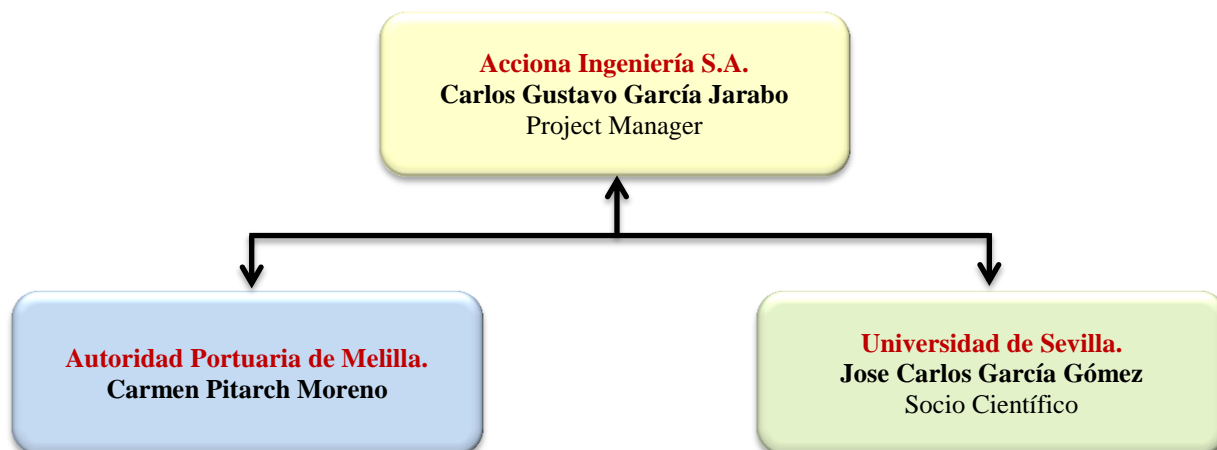 Acciona Ingeniería S.A.
Carlos Gustavo García Jarabo
Project Manager
Autoridad Portuaria de Melilla.
Carmen Pitarch Moreno
Universidad de Sevilla.
Jose Carlos García Gómez
Socio Científico